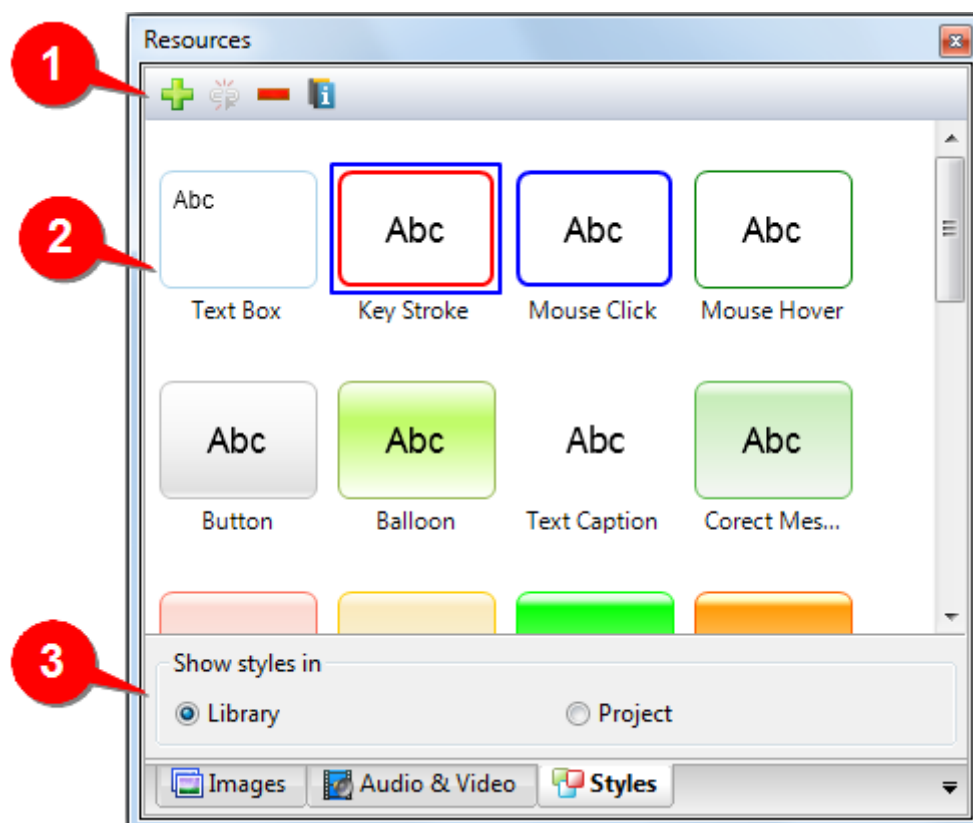 Resources
1
Abc Abc Abc Abc
2
Text Box Key Stroke Mouse Click Mouse Hover
Abc Abc Abc Abc
Button Balloon Text Caption Corect Mes...
3
Show styles in
Library Project
Images Audio & Video Styles